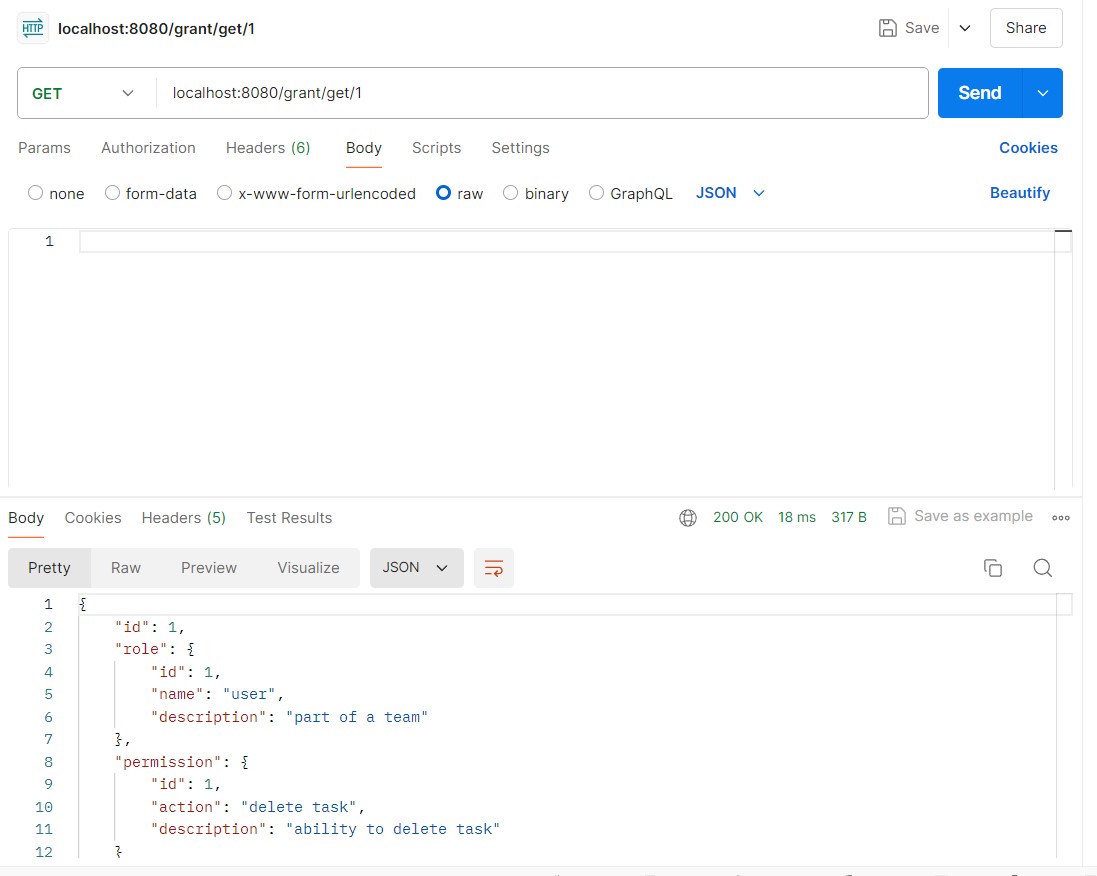 HTTP localhost:8080/grant/get/1 Save Share
GET localhost:8080/grant/get/1 Send
Params Authorization Headers (6) Body Scripts Settings Cookies
none form-data x-www-form-urlencoded raw binary GraphQL JSON Beautify
1
Body Cookies Headers (5) Test Results 200 OK 18 ms 317 B Save as example
Pretty Raw Preview Visualize JSON
1 {
2 "id": 1,
3 "role": {
4 "id": 1,
5 "name": "user",
6 "description": "part of a team"
7 },
8 "permission": {
9 "id": 1,
10 "action": "delete task",
11 "description": "ability to delete task"
12 }